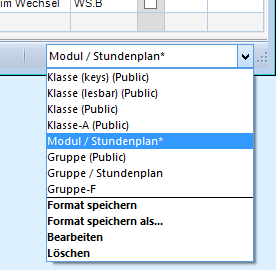 im Wechsel WS.B
Modul / Stundenplan*
Klasse (keys) (Public)
Klasse (lesbar) (Public)
Klasse (Public)
Klasse-A (Public)
Modul / Stundenplan*
Gruppe (Public)
Gruppe / Stundenplan
Gruppe-F
Format speichern
Format speichern als...
Bearbeiten
Löschen